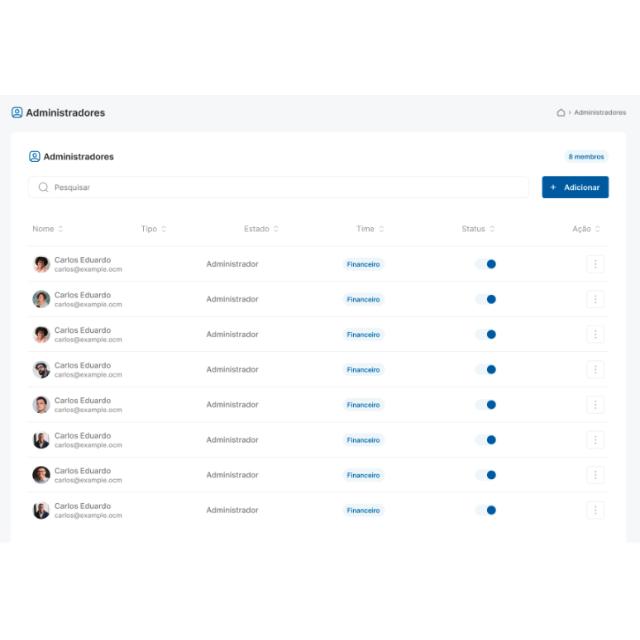 Administradores
Administradores
Administradores
8 membros
Pesquisar
+ Adicionar
Nome Tipo Estado Time Status Ação
Carlos Eduardo
carlos@example.ocm
Administrador
Financeiro
Carlos Eduardo
carlos@example.ocm
Administrador
Financeiro
Carlos Eduardo
carlos@example.ocm
Administrador
Financeiro
Carlos Eduardo
carlos@example.ocm
Administrador
Financeiro
Carlos Eduardo
carlos@example.ocm
Administrador
Financeiro
Carlos Eduardo
carlos@example.ocm
Administrador
Financeiro
Carlos Eduardo
carlos@example.ocm
Administrador
Financeiro
Carlos Eduardo
carlos@example.ocm
Administrador
Financeiro